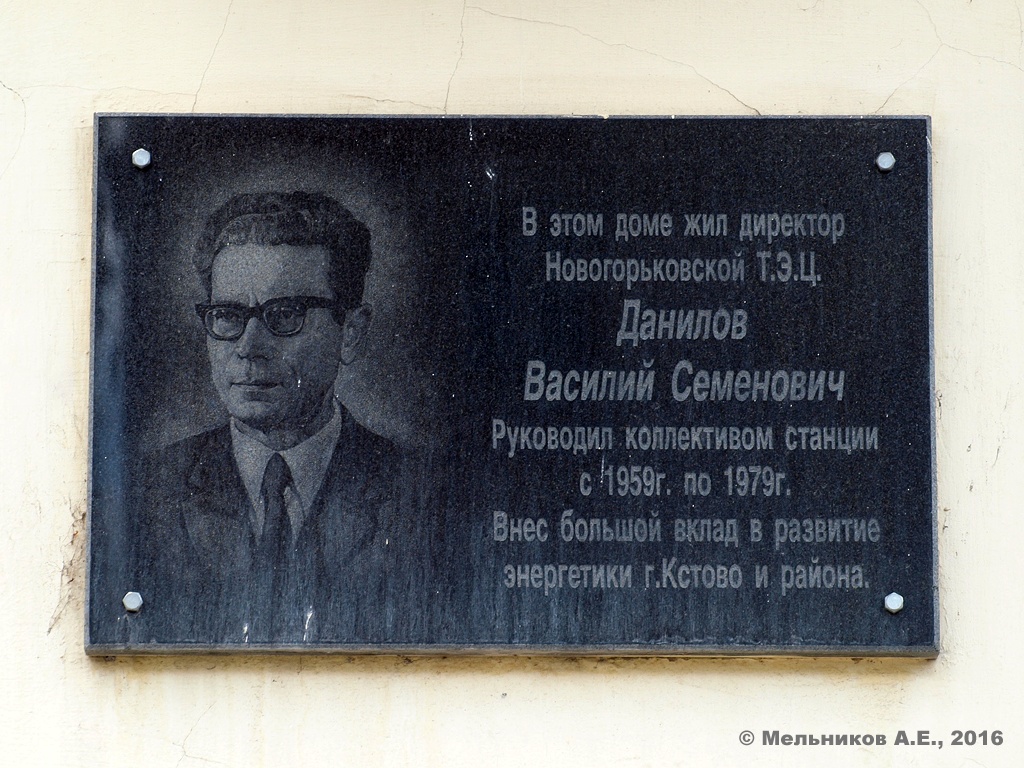 В этом доме жил директор
Новогорьковской Т.Э.Ц.
Данилов
Василий Семенович
Руководил коллективом станции
с 1959г. по 1979г.
Внес большой вклад в развитие
энергетики г.Кстово и района.
© Мельников А.Е., 2016